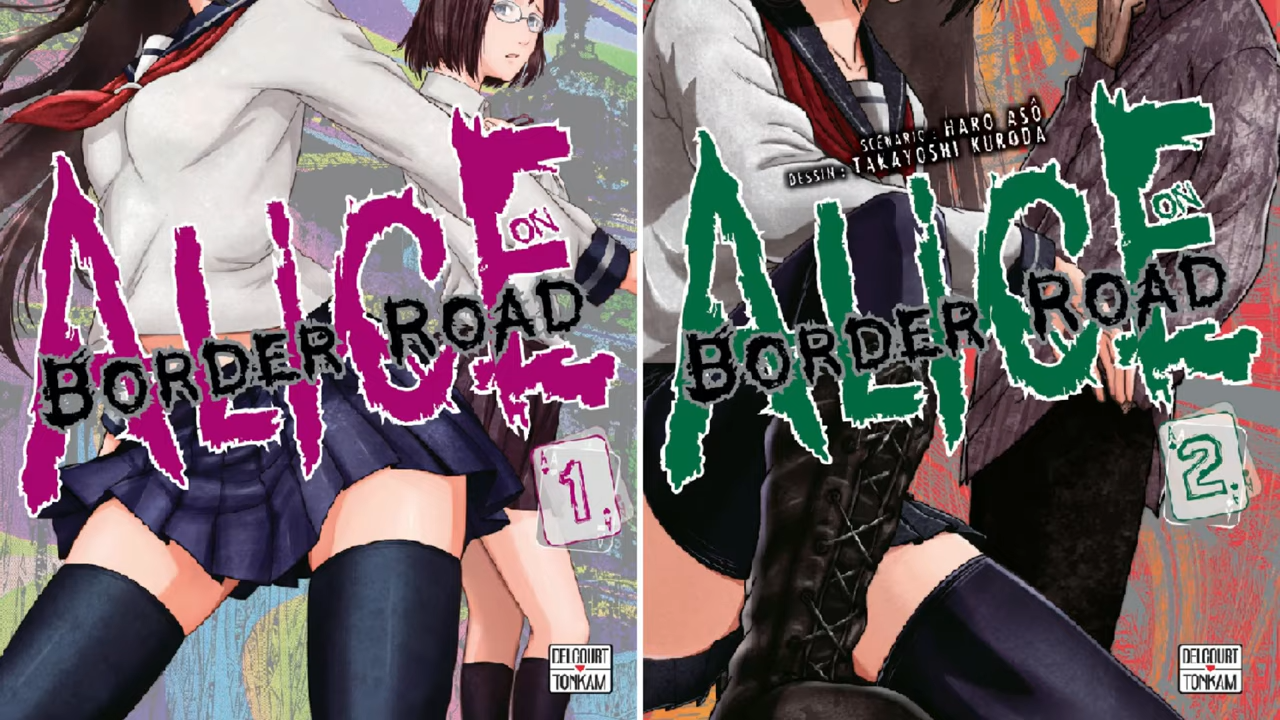 ALICE
ON
BORDER ROAD
1.
DELCOURT
TONKAM
SCÉNARIO : HARO ASÔ
DESSIN : TAKAYOSHI KURODA
ALICE
ON
BORDER ROAD
2.
DELCOURT
TONKAM